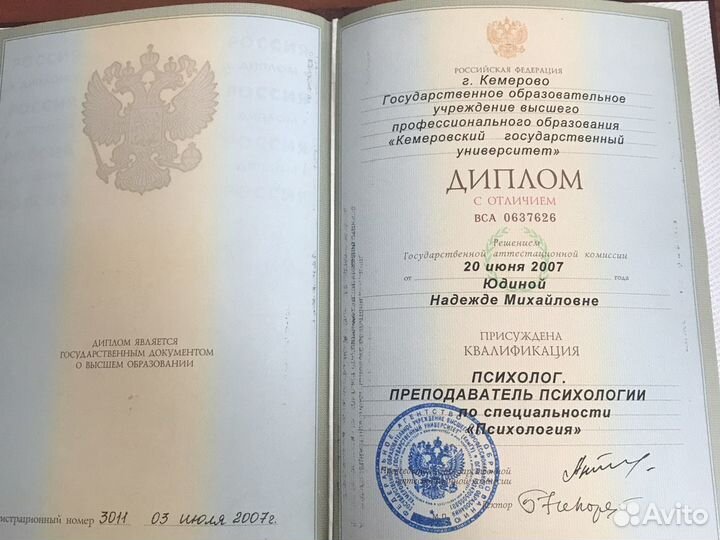 ДИПЛОМ ЯВЛЯЕТСЯ
ГОСУДАРСТВЕННЫМ ДОКУМЕНТОМ
О ВЫСШЕМ ОБРАЗОВАНИИ
истрационный номер 3011 03 июля 2007г.
РОССИЙСКАЯ ФЕДЕРАЦИЯ
г. Кемерово
Государственное образовательное
учреждение высшего
профессионального образования
«Кемеровский государственный
университет»
ДИПЛОМ
С ОТЛИЧИЕМ
ВСА 0637626
Решением
Государственной аттестационной комиссии
от 20 июня 2007 года
Юдиной
Надежде Михайловне
ПРИСУЖДЕНА
КВАЛИФИКАЦИЯ
ПСИХОЛОГ.
ПРЕПОДАВАТЕЛЬ ПСИХОЛОГИИ
по специальности
«Психология»
Avito